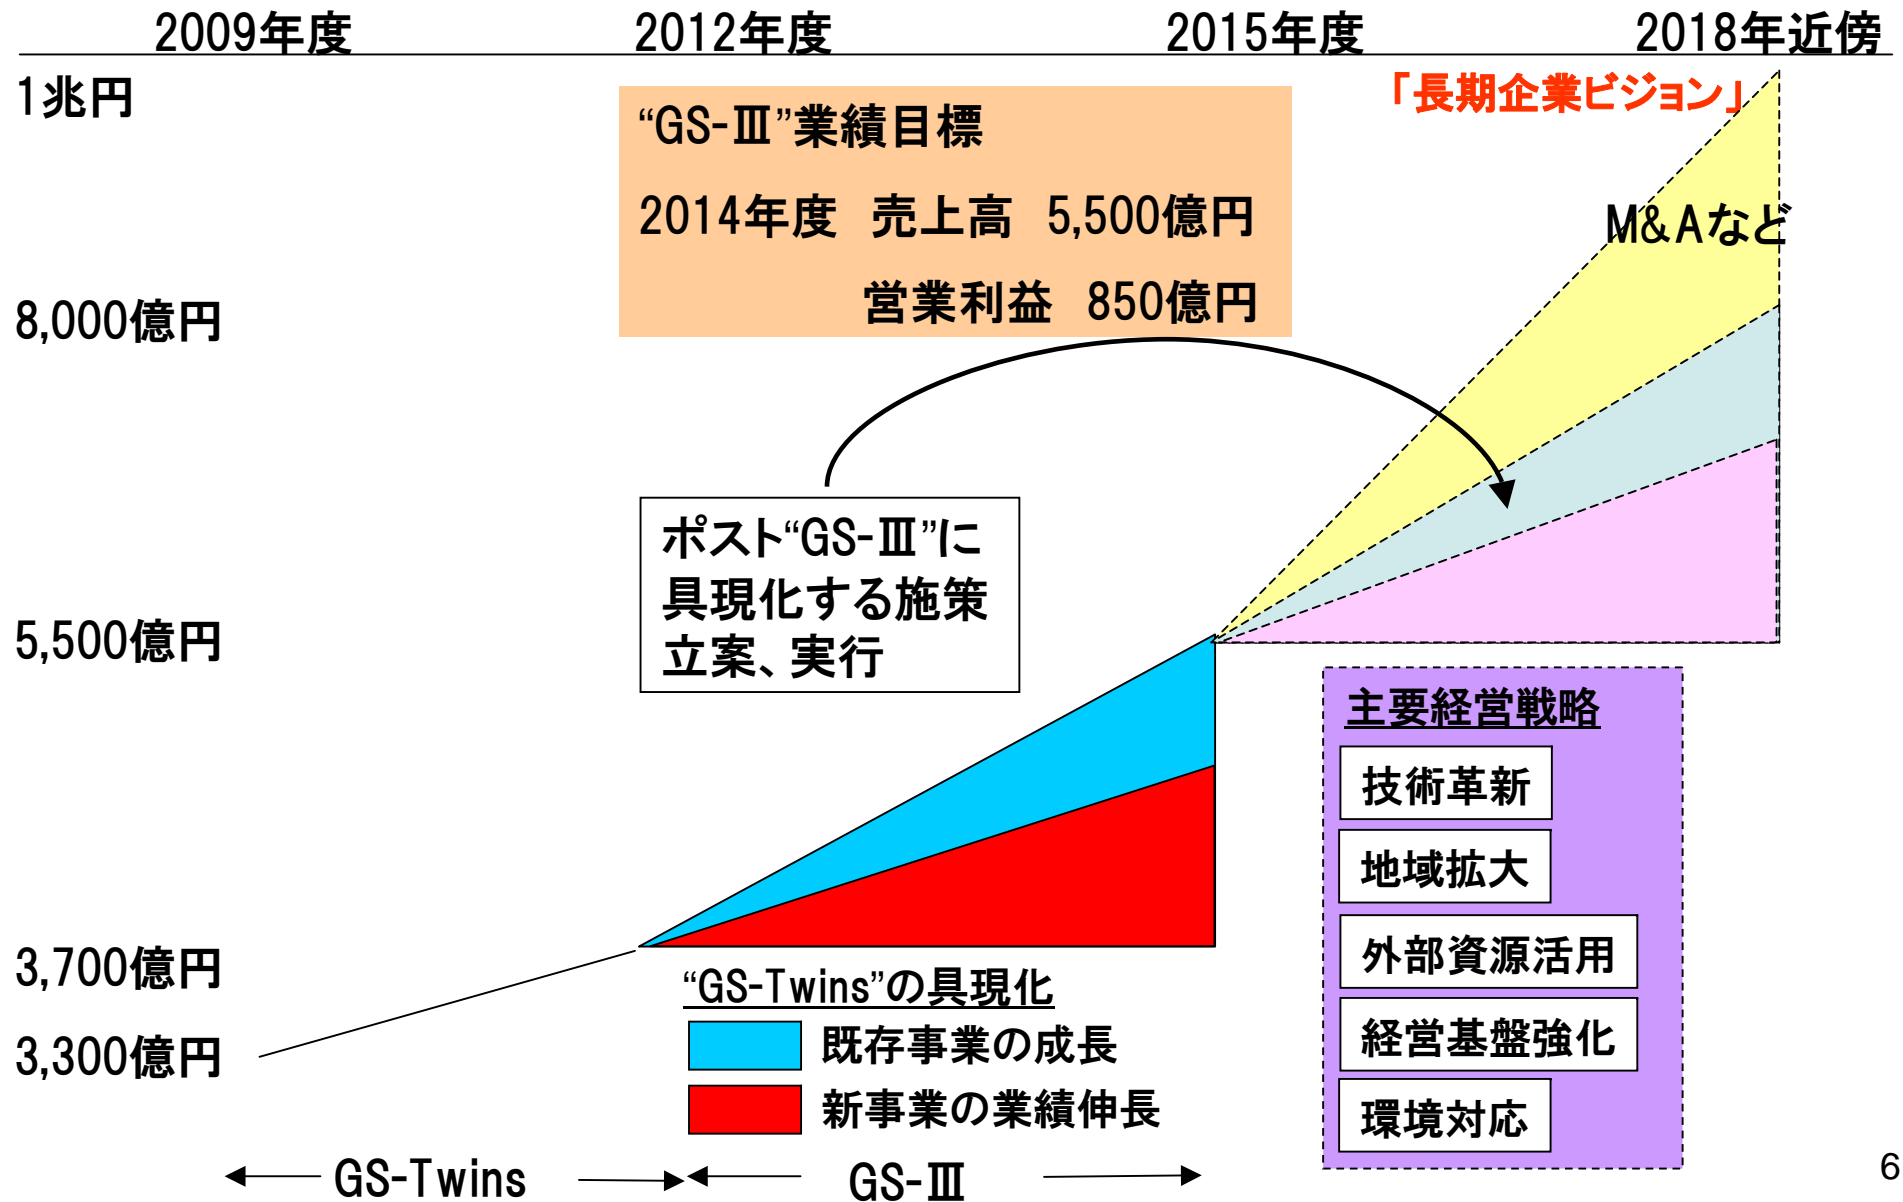 2009年度 2012年度 2015年度 2018年近傍
1兆円
「長期企業ビジョン」
“GS-Ⅲ”業績目標
2014年度 売上高 5,500億円
営業利益 850億円
M&Aなど
8,000億円
ポスト“GS-Ⅲ”に
具現化する施策
立案、実行
5,500億円
主要経営戦略
技術革新
地域拡大
外部資源活用
経営基盤強化
環境対応
3,700億円
3,300億円
“GS-Twins”の具現化
既存事業の成長
新事業の業績伸長
GS-Twins GS-Ⅲ
6